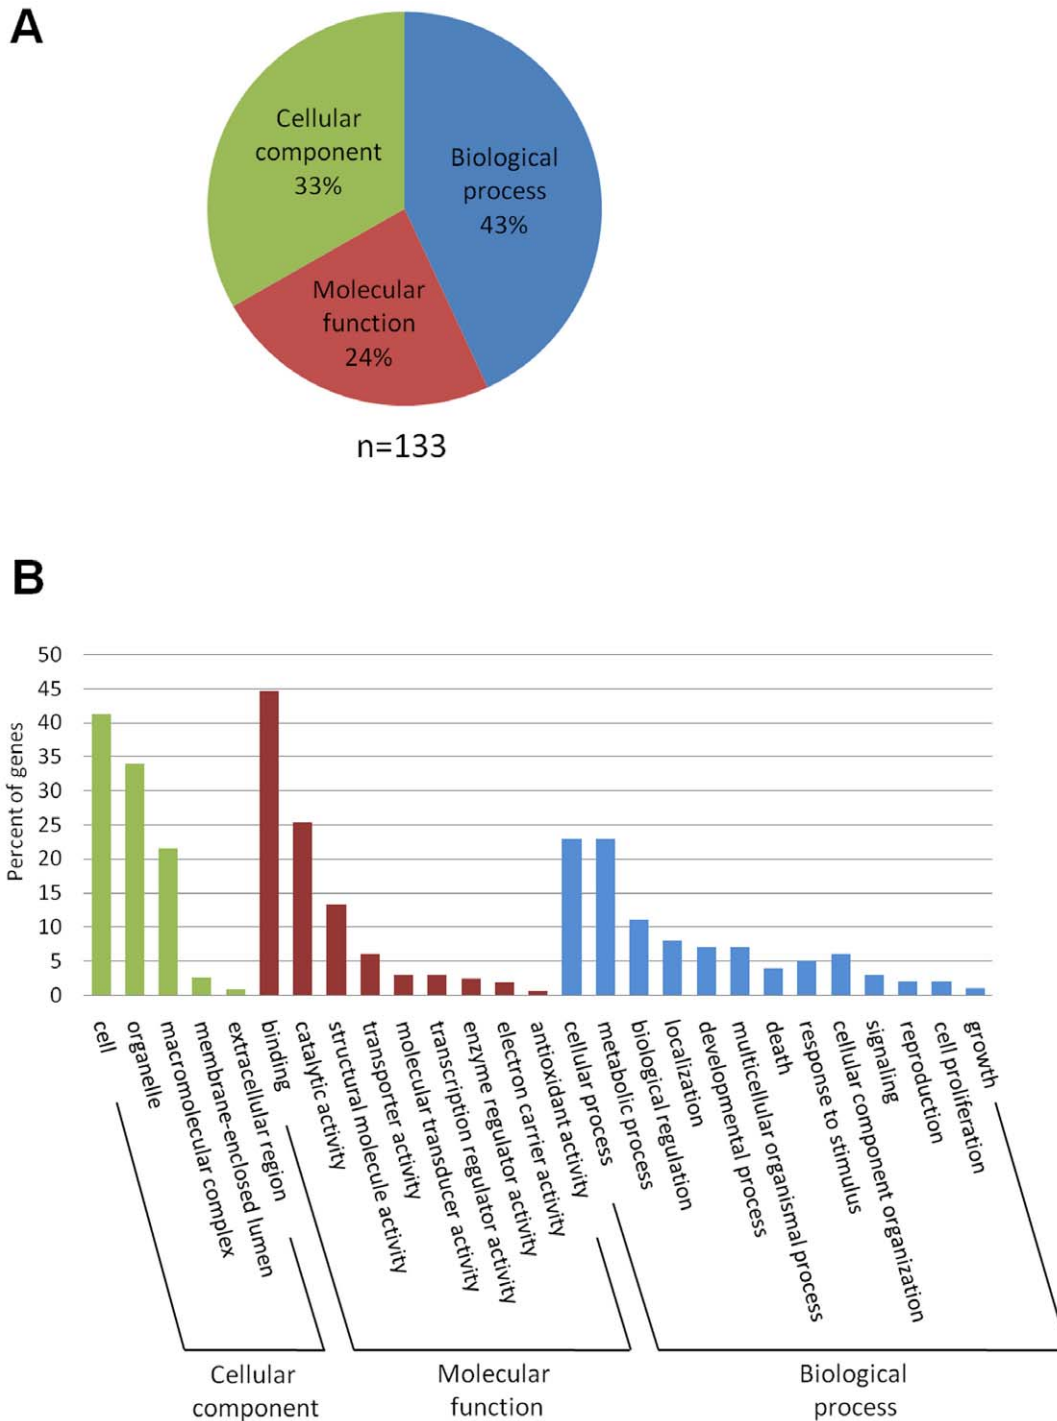 A
Cellular
component
33%
Biological
process
43%
Molecular
function
24%
n=133
B
Percent of genes
50
45
40
35
30
25
20
15
10
5
0
cell
organelle
macromolecular complex
membrane-enclosed lumen
extracellular region
binding
catalytic activity
structural molecule activity
transporter activity
molecular transducer activity
transcription regulator activity
enzyme regulator activity
electron carrier activity
antioxidant activity
cellular process
metabolic process
biological regulation
localization
developmental process
multicellular organismal process
death
response to stimulus
cellular component organization
signaling
reproduction
cell proliferation
growth
Cellular
component
Molecular
function
Biological
process